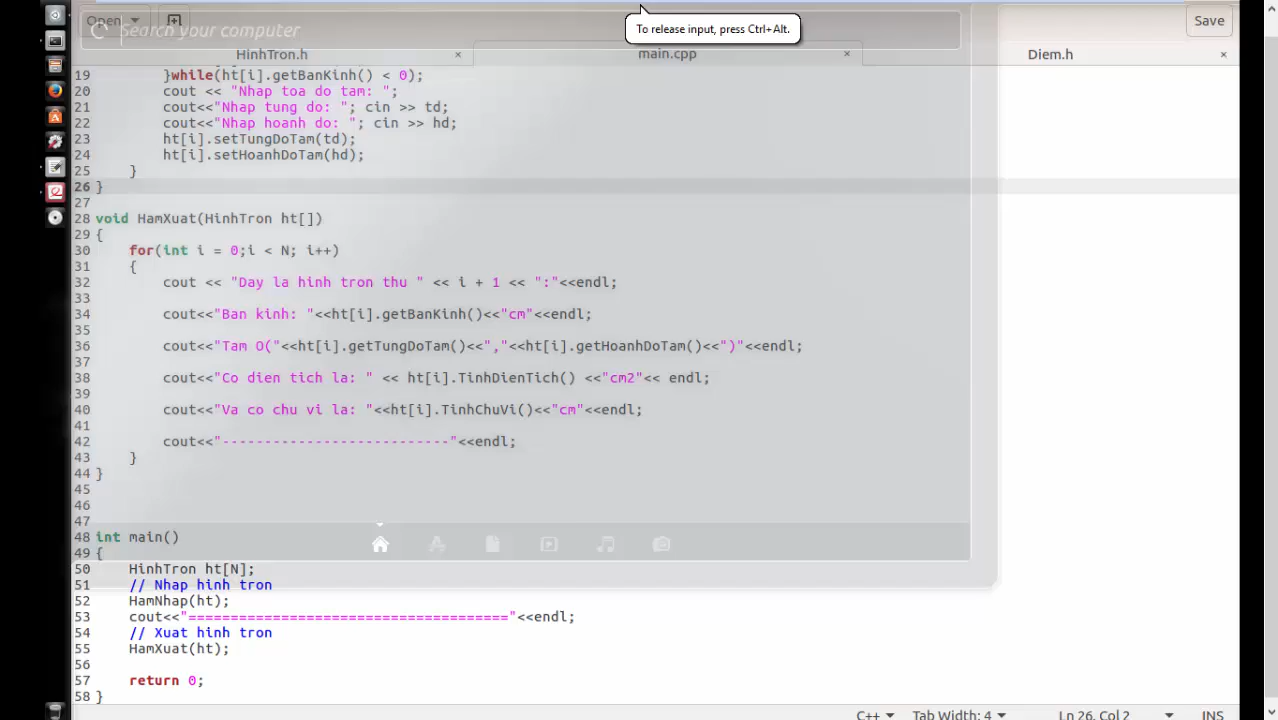 To release input, press Ctrl+Alt.
Open
Search your computer
Save
HinhTron.h
main.cpp
Diem.h
19 }while(ht[i].getBanKinh() < 0);
20 cout << "Nhap toa do tam: ";
21 cout<<"Nhap tung do: "; cin >> td;
22 cout<<"Nhap hoanh do: "; cin >> hd;
23 ht[i].setTungDoTam(td);
24 ht[i].setHoanhDoTam(hd);
25 }
26 }
27
28 void HamXuat(HinhTron ht[])
29 {
30 for(int i = 0;i < N; i++)
31 {
32 cout << "Day la hinh tron thu " << i + 1 << ":"<<endl;
33
34 cout<<"Ban kinh: "<<ht[i].getBanKinh()<<"cm"<<endl;
35
36 cout<<"Tam O("<<ht[i].getTungDoTam()<<","<<ht[i].getHoanhDoTam()<<")"<<endl;
37
38 cout<<"Co dien tich la: " << ht[i].TinhDienTich() <<"cm2"<< endl;
39
40 cout<<"Va co chu vi la: "<<ht[i].TinhChuVi()<<"cm"<<endl;
41
42 cout<<"---------------------------"<<endl;
43 }
44 }
45
46
47
48 int main()
49 {
50 HinhTron ht[N];
51 // Nhap hinh tron
52 HamNhap(ht);
53 cout<<"======================================"<<endl;
54 // Xuat hinh tron
55 HamXuat(ht);
56
57 return 0;
58 }
C++ Tab Width: 4 Ln 26, Col 2 INS